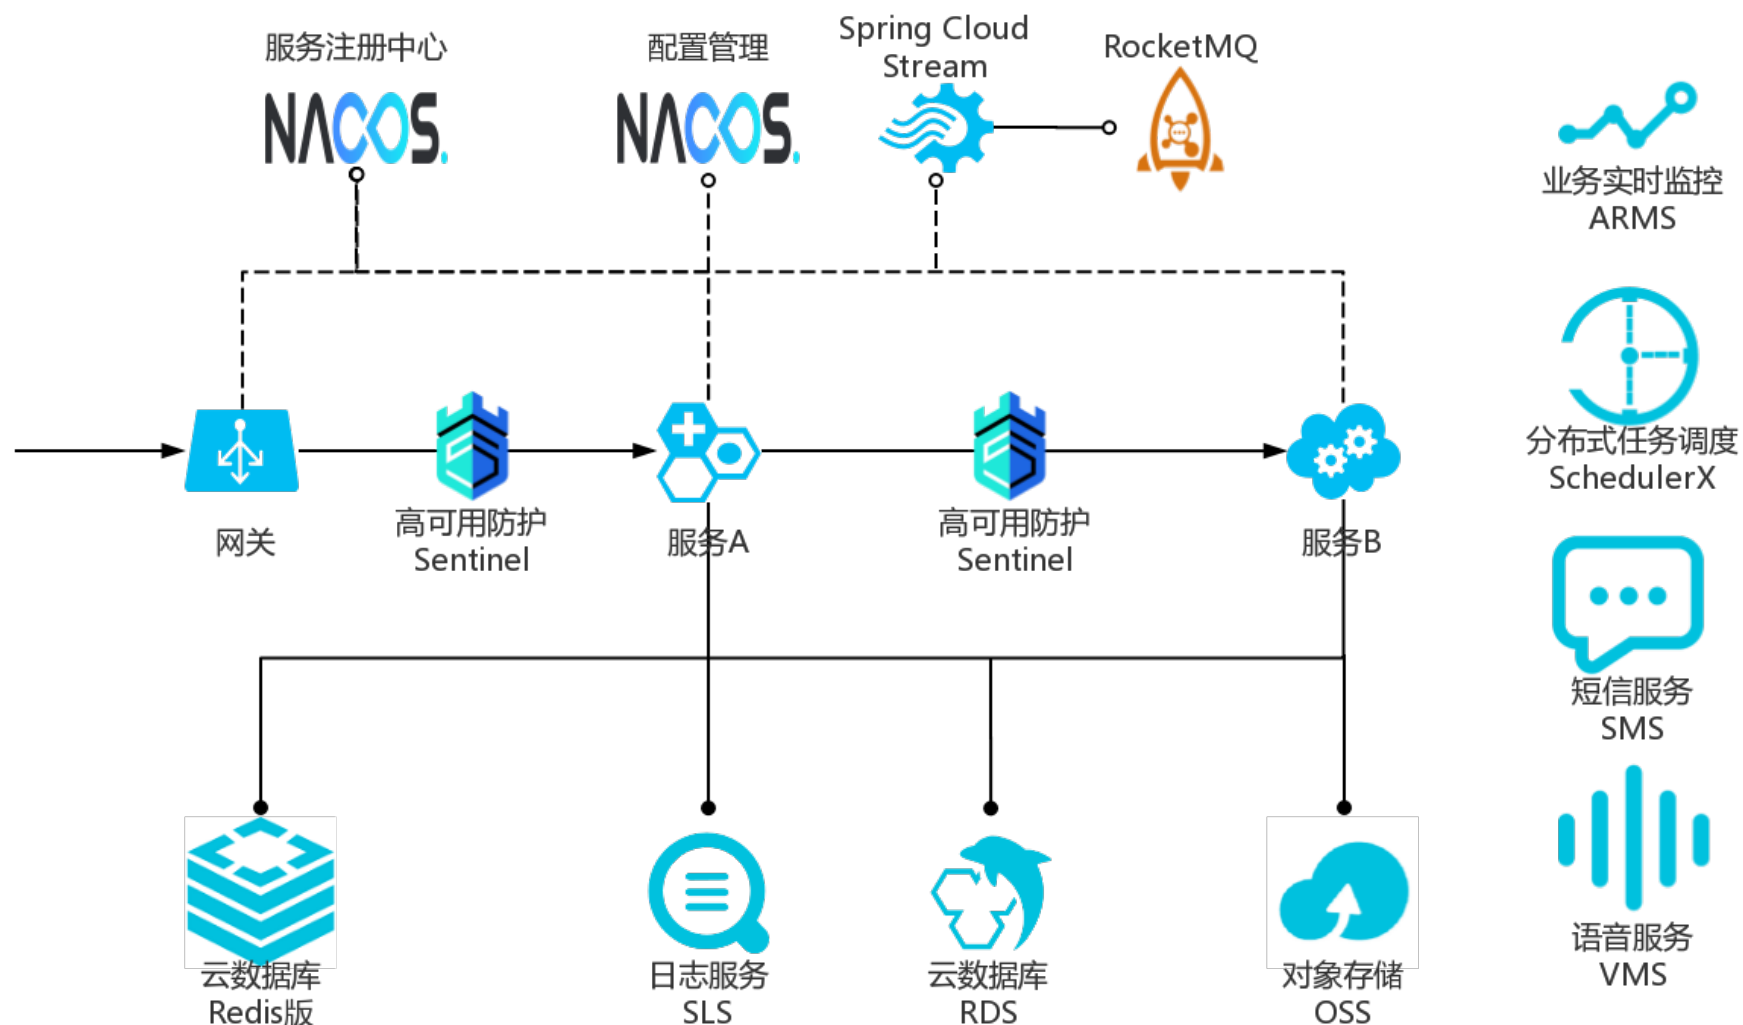 服务注册中心
NACOS.
配置管理
NACOS.
Spring Cloud
Stream
RocketMQ
业务实时监控
ARMS
分布式任务调度
SchedulerX
网关
高可用防护
Sentinel
服务A
高可用防护
Sentinel
服务B
短信服务
SMS
云数据库
Redis版
日志服务
SLS
云数据库
RDS
对象存储
OSS
语音服务
VMS